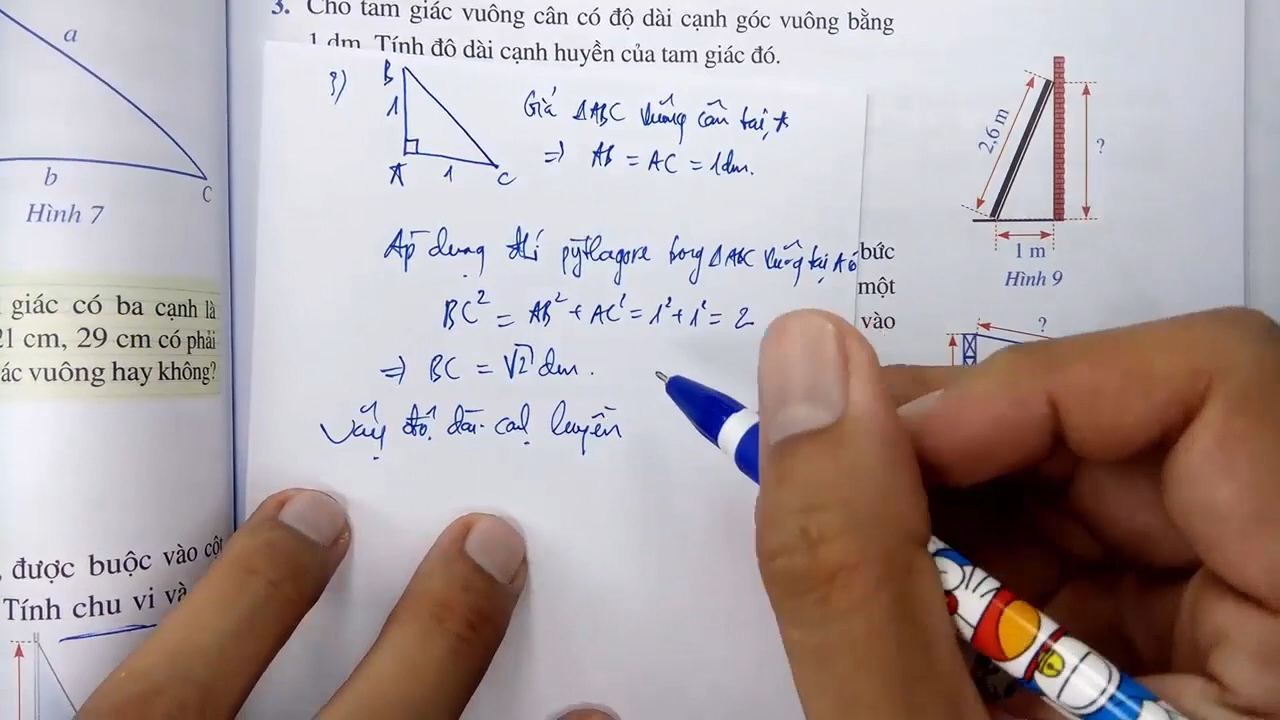 3. Cho tam giác vuông cân có độ dài cạnh góc vuông bằng
1 dm. Tính độ dài cạnh huyền của tam giác đó.
a
b
C
Hình 7
giác có ba cạnh là
21 cm, 29 cm có phải
ác vuông hay không?
được buộc vào cột
Tính chu vi và
3)
B
1
A
1
C
Giả ΔABC vuông cân tại A
=> AB = AC = 1dm.
Áp dụng đlí pythagore trong ΔABC vuông tại A có
BC² = AB² + AC² = 1² + 1² = 2
=> BC = √2 dm.
Vậy độ dài cạnh huyền
bức
một
vào
2,6 m
?
1 m
Hình 9
?